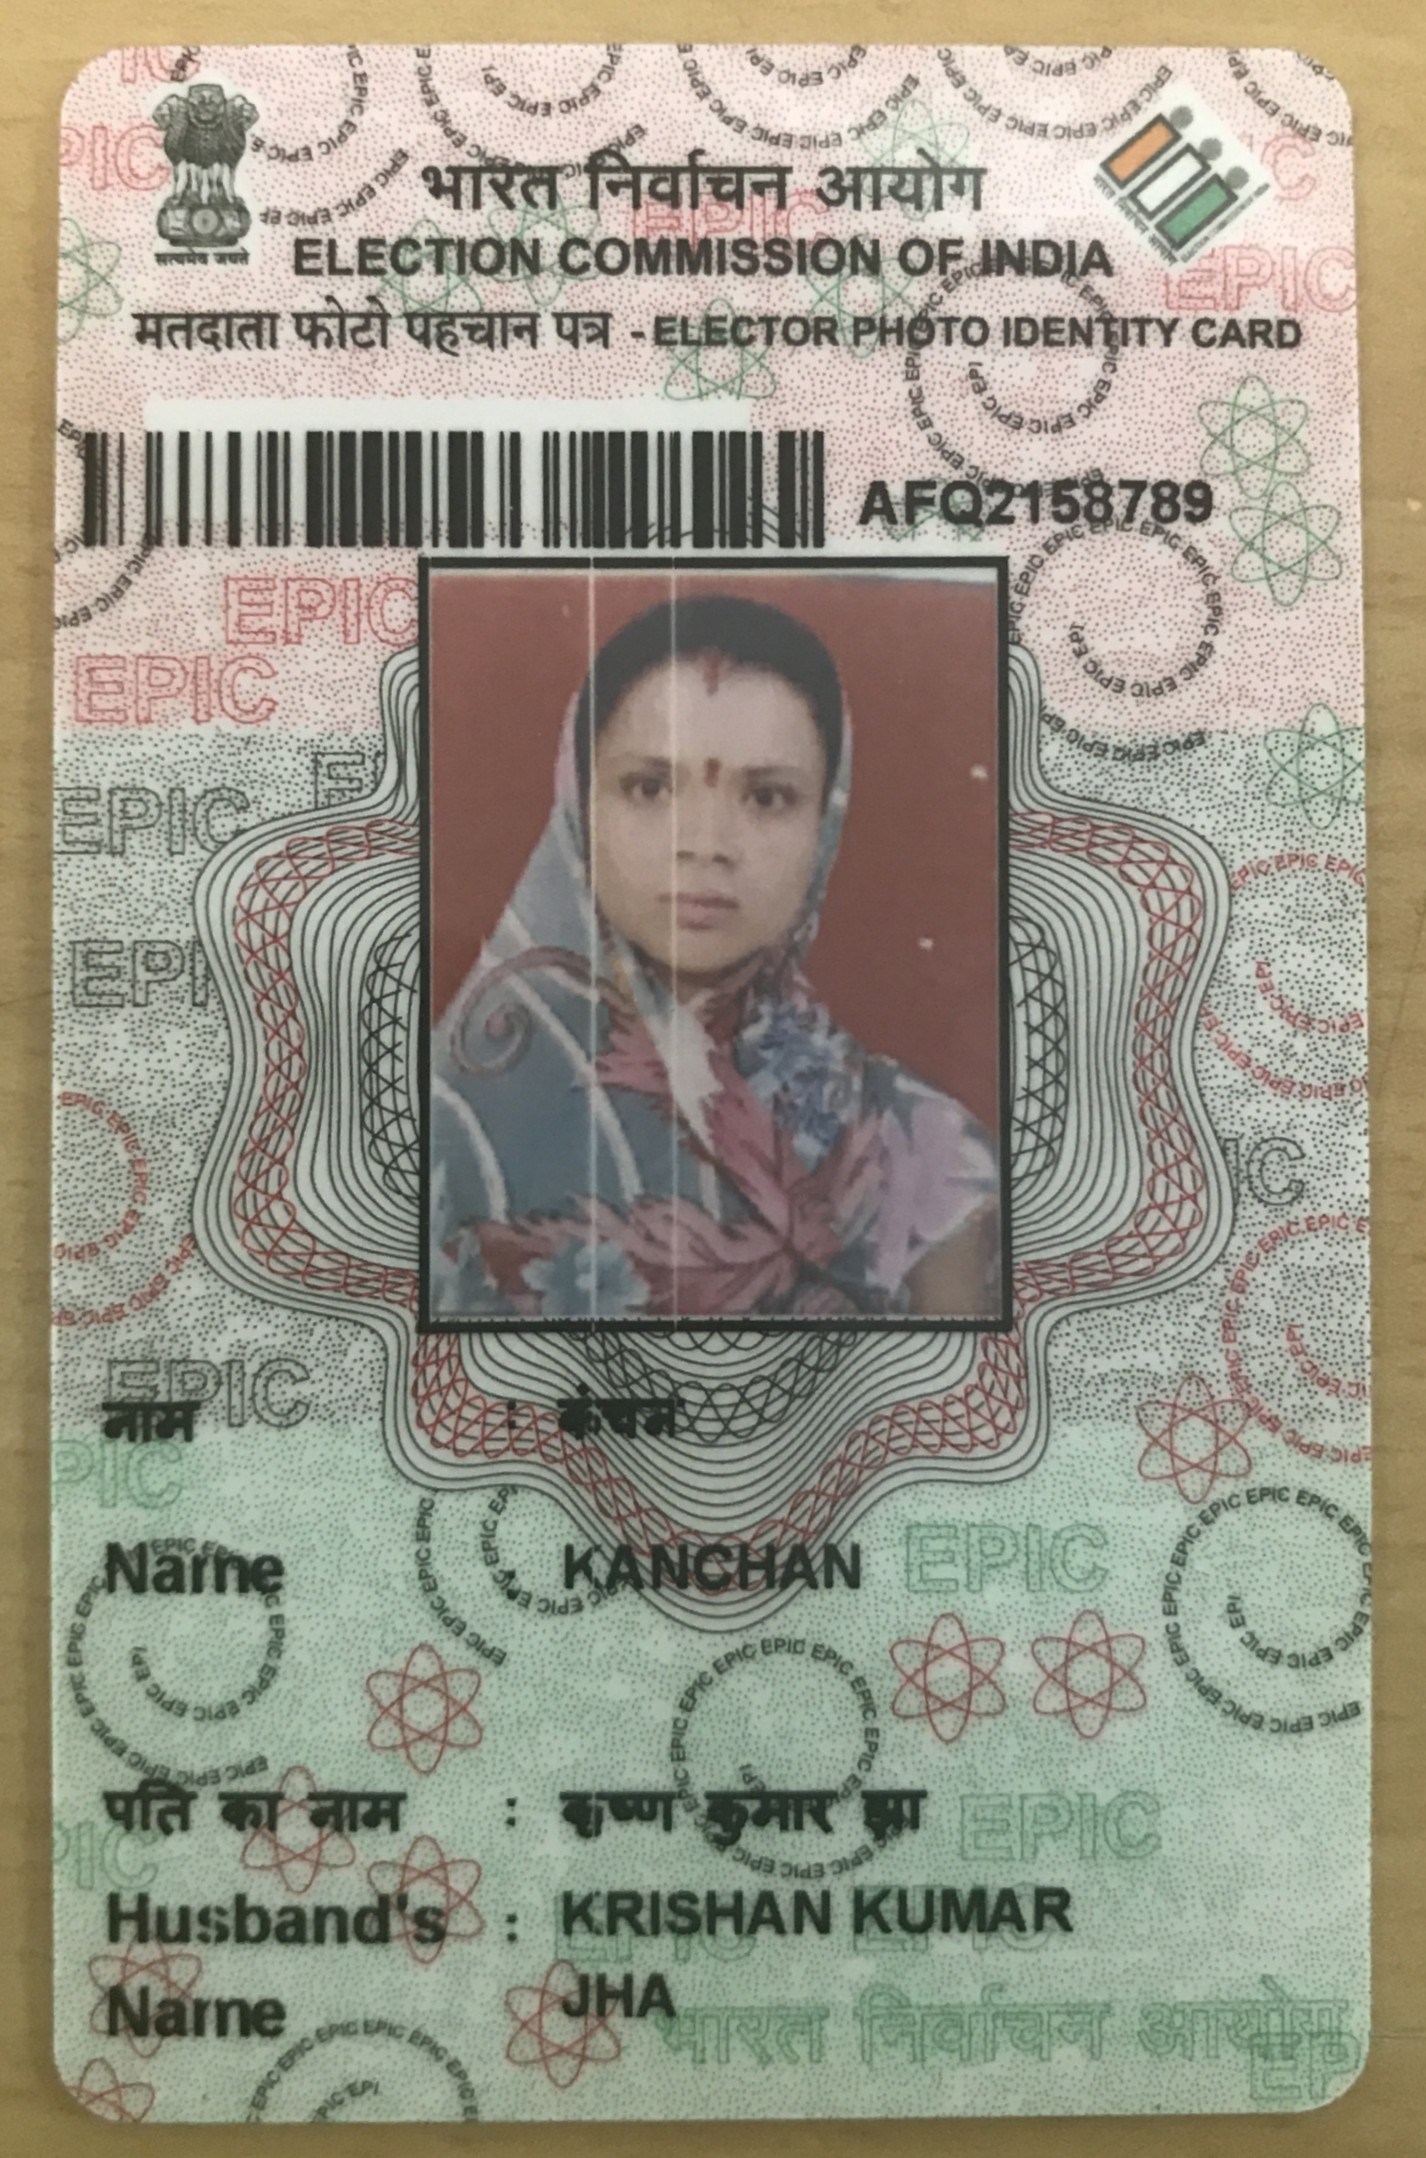 भारत निर्वाचन आयोग
ELECTION COMMISSION OF INDIA
सत्यमेव जयते
मतदाता फोटो पहचान पत्र - ELECTOR PHOTO IDENTITY CARD
AFQ2158789
नाम : कंचन
Name KANCHAN
पति का नाम : कृष्ण कुमार झा
Husband's : KRISHAN KUMAR
Name JHA
भारत निर्वाचन आयोग